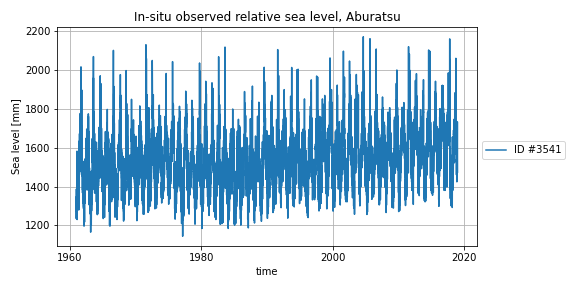 In-situ observed relative sea level, Aburatsu
Sea level [mm]
2200
2000
1800
1600
1400
1200
1960
1980
2000
2020
time
ID #3541